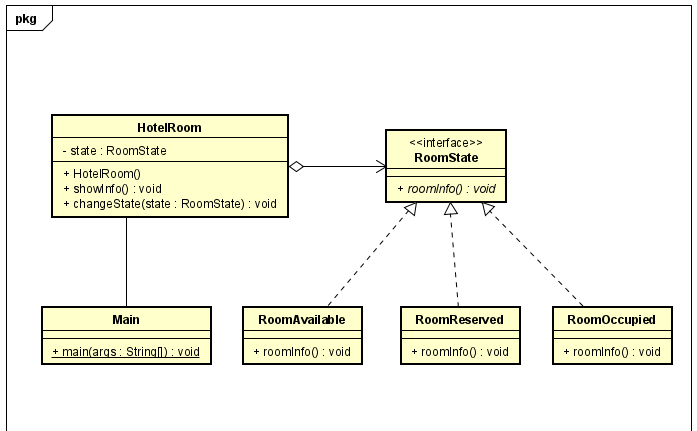 pkg
HotelRoom
- state : RoomState
+ HotelRoom()
+ showInfo() : void
+ changeState(state : RoomState) : void
<<interface>>
RoomState
+ roomInfo() : void
Main
+ main(args : String[]) : void
RoomAvailable
+ roomInfo() : void
RoomReserved
+ roomInfo() : void
RoomOccupied
+ roomInfo() : void